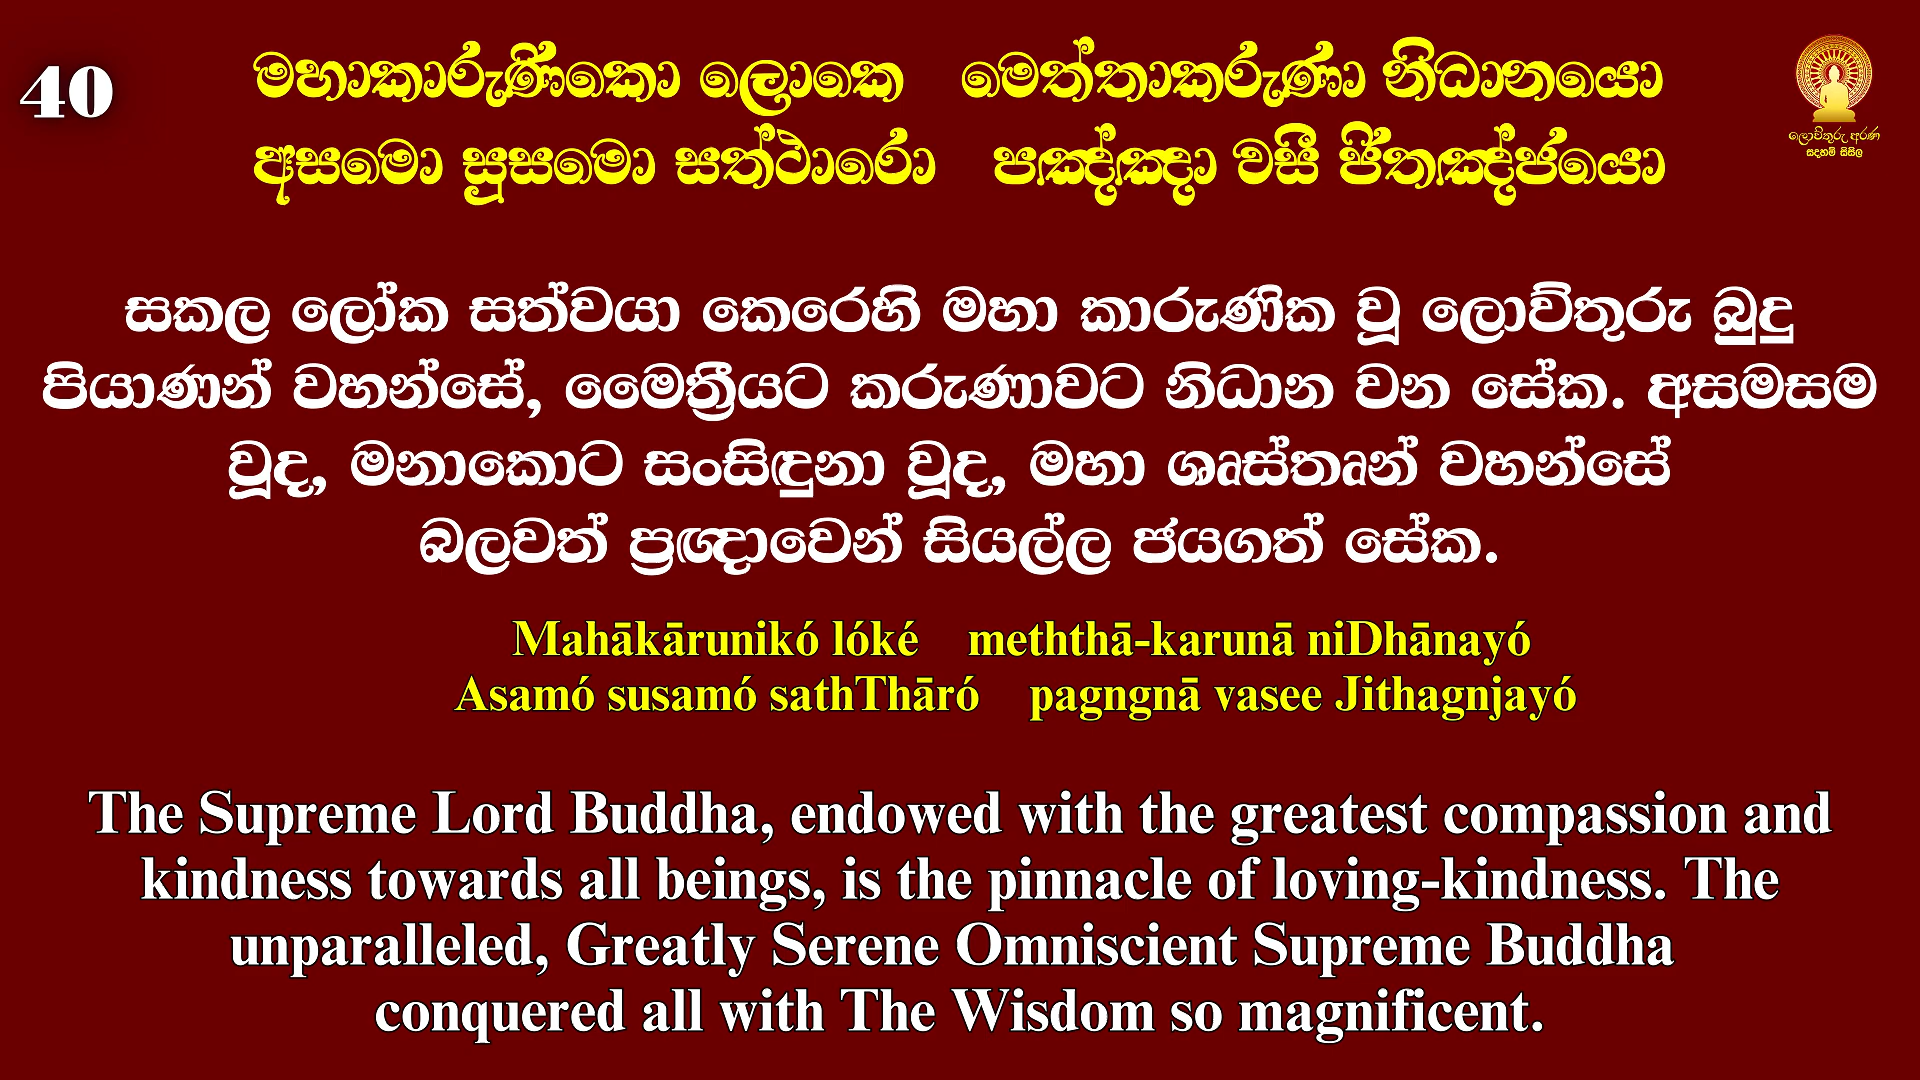 40
මහාකාරුණිකො ලොකෙ මෙත්තාකරුණා නිධානයො
අසමො සූසමො සත්ථාරො පඤ්ඤා වසී ජිතඤ්ජයො
ලොව්තුරු අරණ
සදහම් සිසිල
සකල ලෝක සත්වයා කෙරෙහි මහා කාරුණික වූ ලොව්තුරු බුදු
පියාණන් වහන්සේ, මෛත්‍රීයට කරුණාවට නිධාන වන සේක. අසමසම
වූද, මනාකොට සංසිඳුනා වූද, මහා ශෘස්තෘන් වහන්සේ
බලවත් ප්‍රඥාවෙන් සියල්ල ජයගත් සේක.
Mahākārunikó lóké meththā-karunā niDhānayó
Asamó susamó sathThāró pagngnā vasee Jithagnjayó
The Supreme Lord Buddha, endowed with the greatest compassion and
kindness towards all beings, is the pinnacle of loving-kindness. The
unparalleled, Greatly Serene Omniscient Supreme Buddha
conquered all with The Wisdom so magnificent.